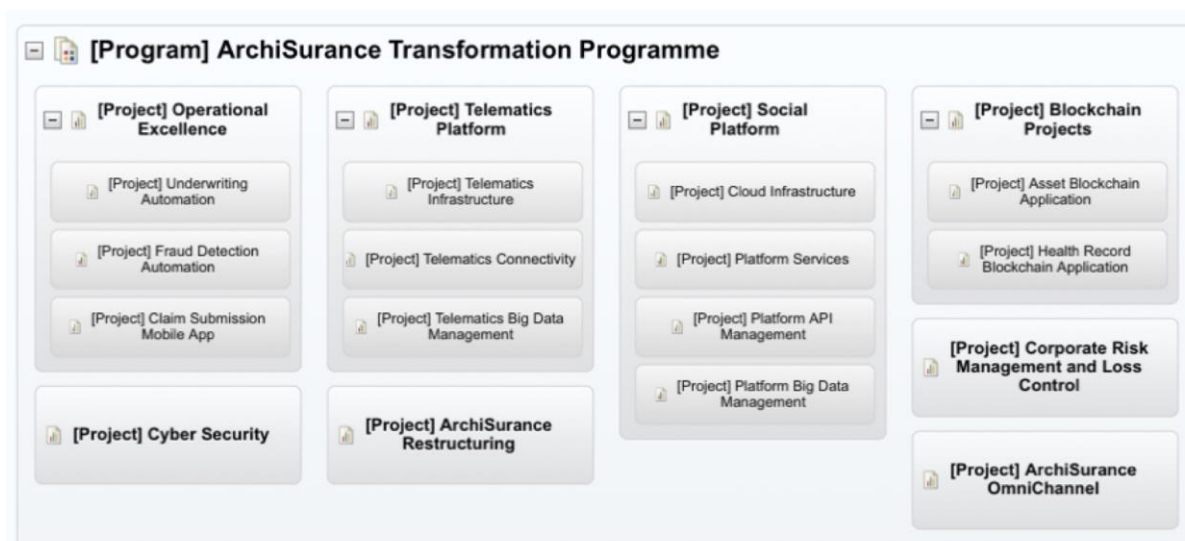 [Program] ArchiSurance Transformation Programme
[Project] Operational
Excellence
[Project] Underwriting
Automation
[Project] Fraud Detection
Automation
[Project] Claim Submission
Mobile App
[Project] Cyber Security
[Project] Telematics
Platform
[Project] Telematics
Infrastructure
[Project] Telematics Connectivity
[Project] Telematics Big Data
Management
[Project] ArchiSurance
Restructuring
[Project] Social
Platform
[Project] Cloud Infrastructure
[Project] Platform Services
[Project] Platform API
Management
[Project] Platform Big Data
Management
[Project] Blockchain
Projects
[Project] Asset Blockchain
Application
[Project] Health Record
Blockchain Application
[Project] Corporate Risk
Management and Loss
Control
[Project] ArchiSurance
OmniChannel